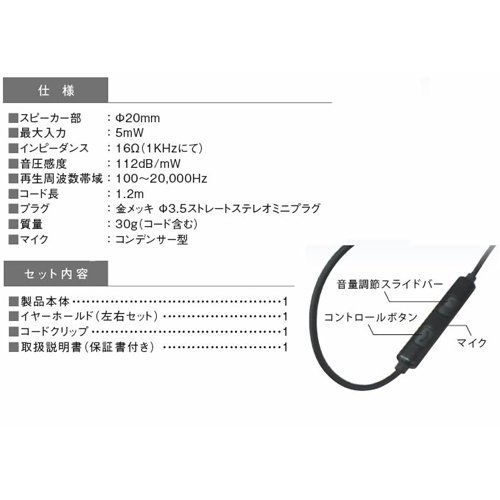 仕様
■スピーカー部 : Φ20mm
■最大入力 : 5mW
■インピーダンス : 16Ω(1KHzにて)
■音圧感度 : 112dB/mW
■再生周波数帯域 : 100〜20,000Hz
■コード長 : 1.2m
■プラグ : 金メッキ Φ3.5ストレートステレオミニプラグ
■質量 : 30g(コード含む)
■マイク : コンデンサー型
セット内容
■製品本体……………………………1
■イヤーホールド(左右セット)………………1
■コードクリップ…………………………1
■取扱説明書(保証書付き)………………1
音量調節スライドバー
コントロールボタン
マイク